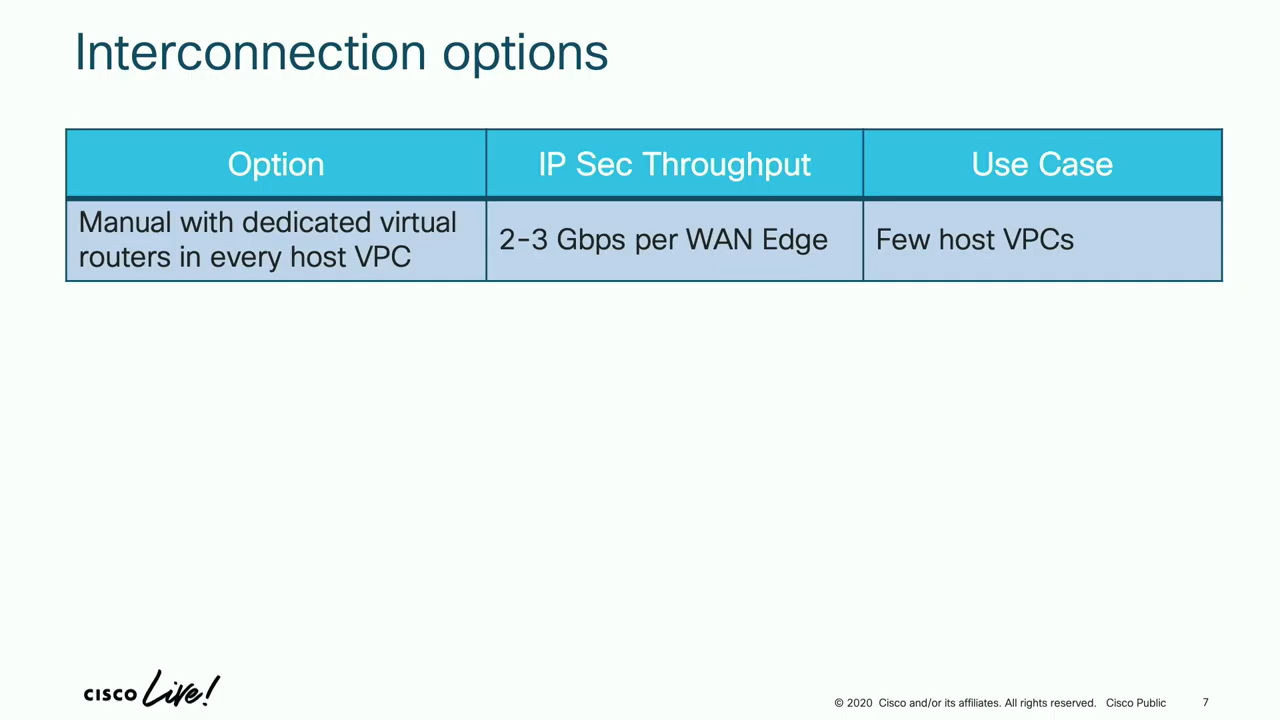 Interconnection options
Option
IP Sec Throughput
Use Case
Manual with dedicated virtual
routers in every host VPC
2-3 Gbps per WAN Edge
Few host VPCs
CISCO Live!
© 2020 Cisco and/or its affiliates. All rights reserved. Cisco Public
7